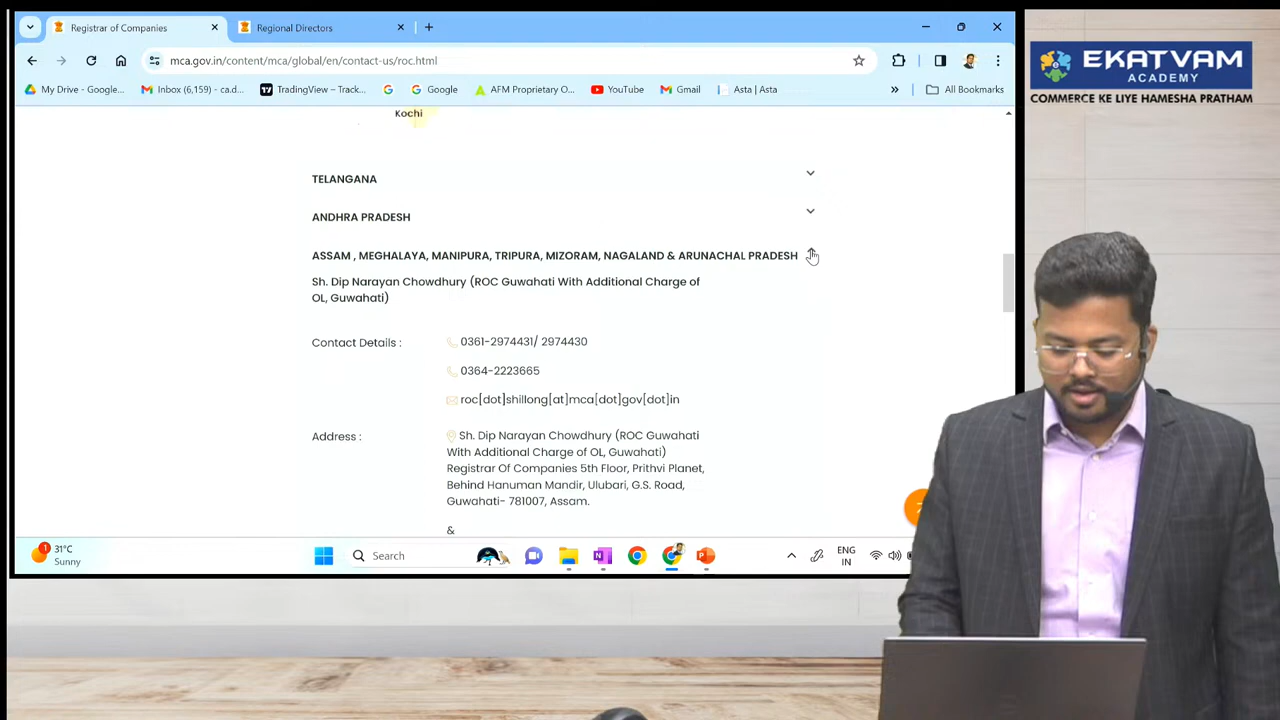 Registrar of Companies
Regional Directors
mca.gov.in/content/mca/global/en/contact-us/roc.html
My Drive - Google...
Inbox (6,159) - ca.d...
TradingView – Track...
Google
AFM Proprietary O...
YouTube
Gmail
Asta | Asta
»
All Bookmarks
Kochi
TELANGANA
ANDHRA PRADESH
ASSAM , MEGHALAYA, MANIPURA, TRIPURA, MIZORAM, NAGALAND & ARUNACHAL PRADESH
Sh. Dip Narayan Chowdhury (ROC Guwahati With Additional Charge of
OL, Guwahati)
Contact Details :
0361-2974431/ 2974430
0364-2223665
roc[dot]shillong[at]mca[dot]gov[dot]in
Address :
Sh. Dip Narayan Chowdhury (ROC Guwahati
With Additional Charge of OL, Guwahati)
Registrar Of Companies 5th Floor, Prithvi Planet,
Behind Hanuman Mandir, Ulubari, G.S. Road,
Guwahati- 781007, Assam.
&
1
31°C
Sunny
Search
ENG
IN
EKATVAM
ACADEMY
COMMERCE KE LIYE HAMESHA PRATHAM